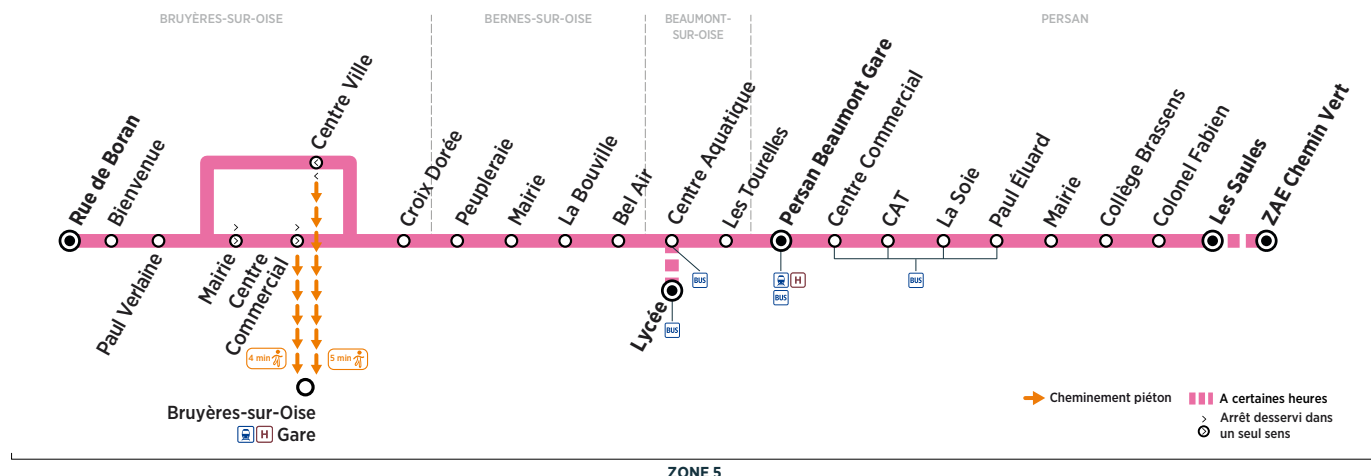 BRUYÈRES-SUR-OISE
BERNES-SUR-OISE
BEAUMONT-
SUR-OISE
PERSAN
Rue de Boran
Bienvenue
Paul Verlaine
Mairie
Centre
Commercial
Centre Ville
Croix Dorée
Peupleraie
Mairie
La Bouville
Bel Air
Centre Aquatique
Les Tourelles
Persan Beaumont Gare
Centre Commercial
CAT
La Soie
Paul Éluard
Mairie
Collège Brassens
Colonel Fabien
Les Saules
ZAE Chemin Vert
BUS
Lycée
BUS
H
BUS
BUS
4 min
5 min
Bruyères-sur-Oise
H Gare
Cheminement piéton
A certaines heures
Arrêt desservi dans
un seul sens
ZONE 5